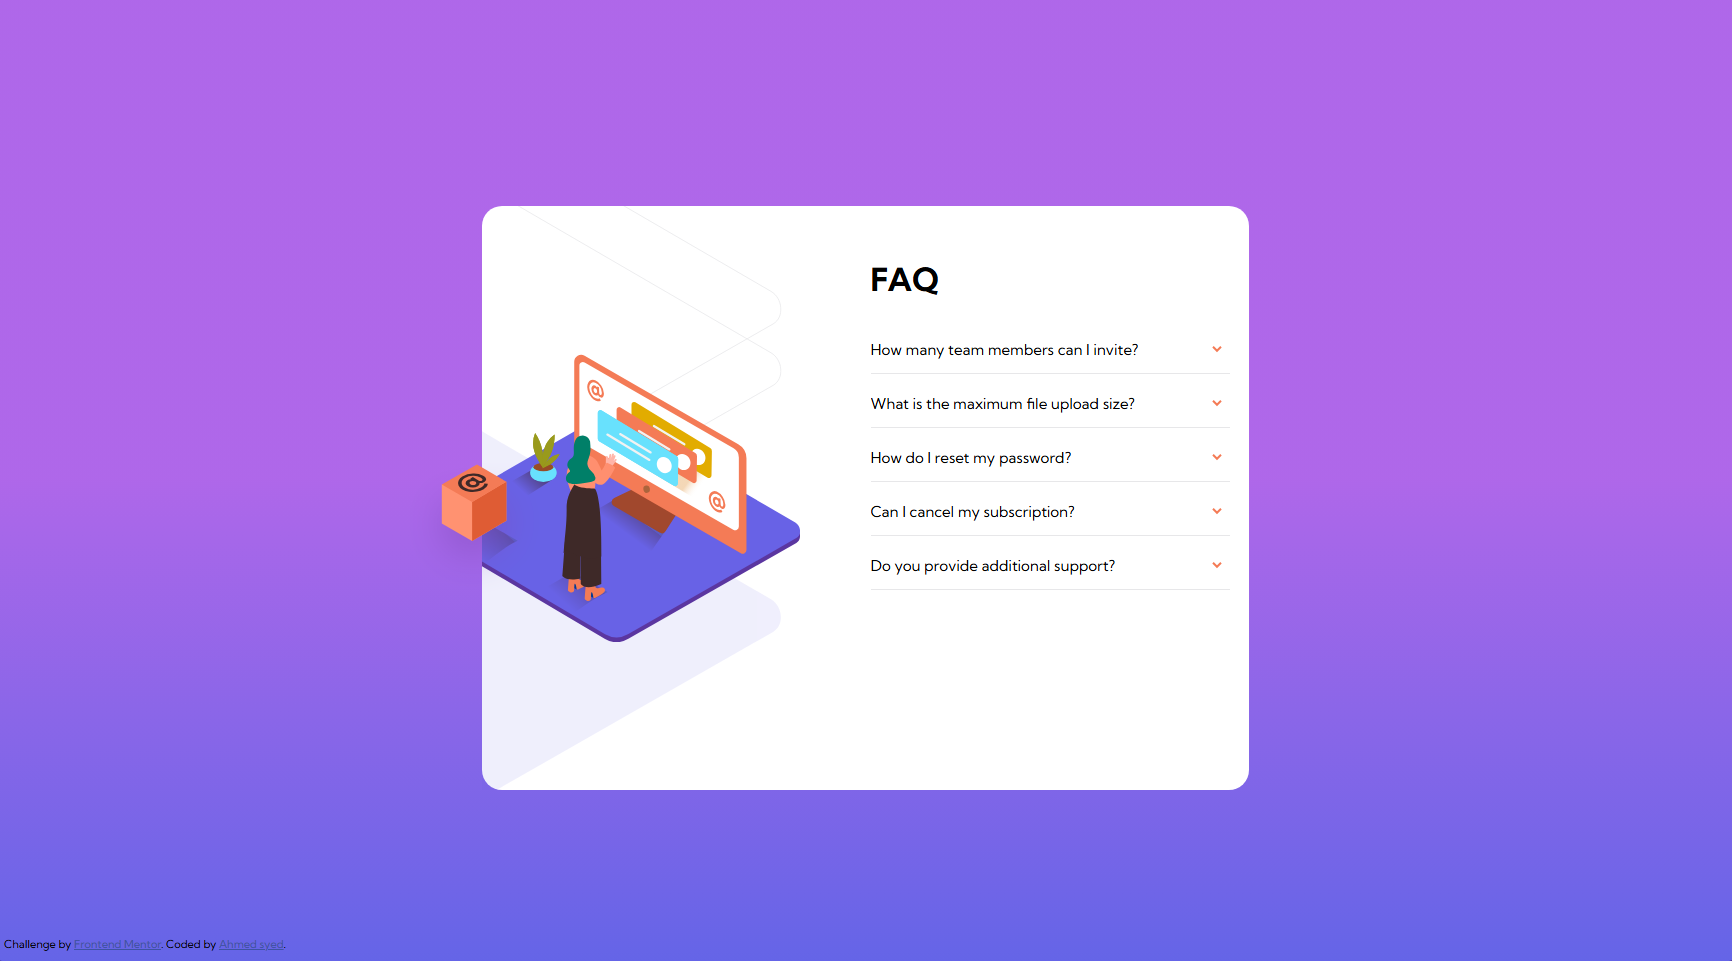 FAQ
How many team members can I invite?
What is the maximum file upload size?
How do I reset my password?
Can I cancel my subscription?
Do you provide additional support?
Challenge by Frontend Mentor. Coded by Ahmed syed.